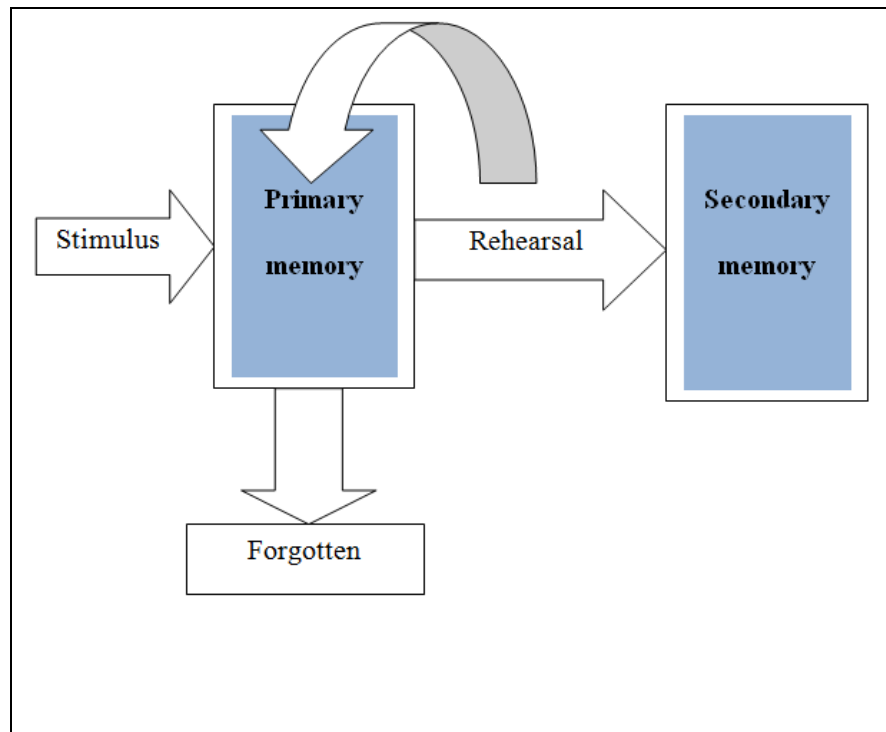 Stimulus
Primary
memory
Rehearsal
Secondary
memory
Forgotten